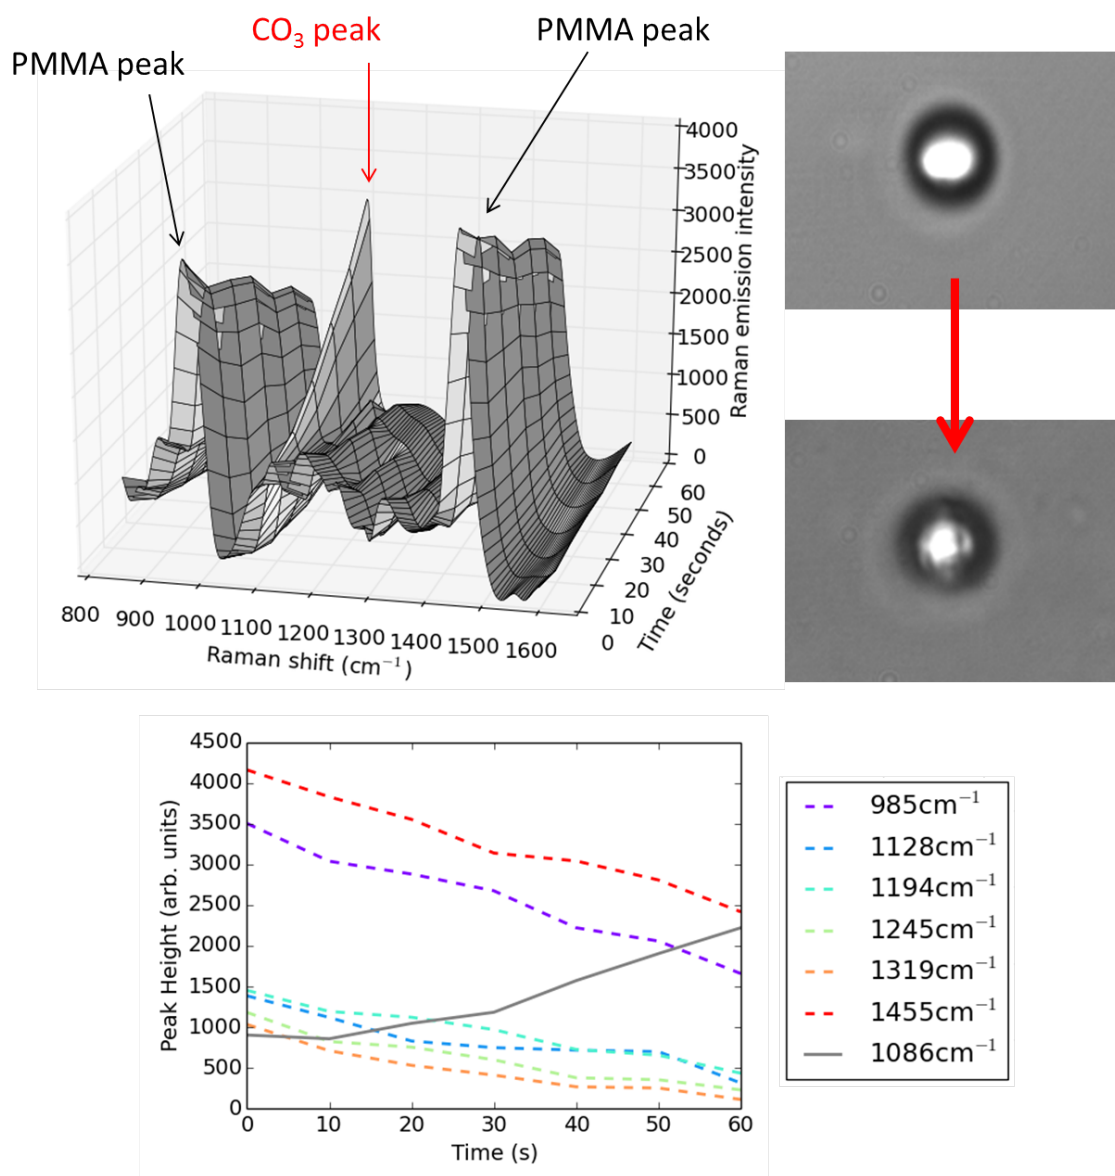 CO₃ peak
PMMA peak
PMMA peak
4000
3500
3000
2500
2000
1500
1000
500
0
Raman emission intensity
60
50
40
30
20
10
0
Time (seconds)
800 900 1000 1100 1200 1300 1400 1500 1600
Raman shift (cm⁻¹)
4500
4000
3500
3000
2500
2000
1500
1000
500
0
Peak Height (arb. units)
0 10 20 30 40 50 60
Time (s)
985cm⁻¹
1128cm⁻¹
1194cm⁻¹
1245cm⁻¹
1319cm⁻¹
1455cm⁻¹
1086cm⁻¹